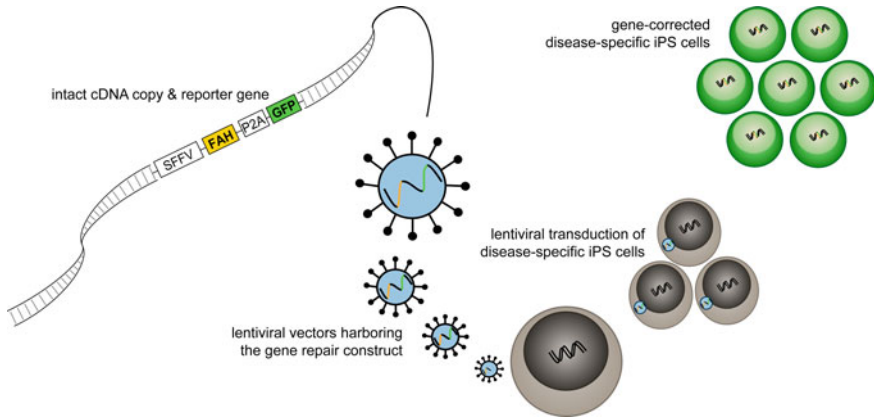 gene-corrected
disease-specific iPS cells
intact cDNA copy & reporter gene
SFFV
FAH
P2A
GFP
lentiviral transduction of
disease-specific iPS cells
lentiviral vectors harboring
the gene repair construct